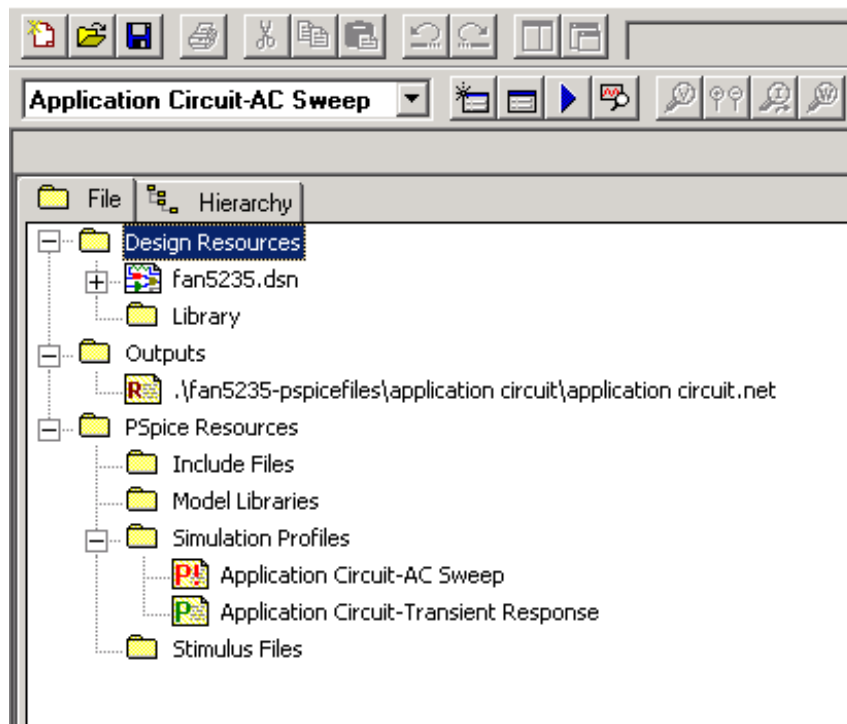 Application Circuit-AC Sweep
File
Hierarchy
Design Resources
fan5235.dsn
Library
Outputs
.\fan5235-pspicefiles\application circuit\application circuit.net
PSpice Resources
Include Files
Model Libraries
Simulation Profiles
Application Circuit-AC Sweep
Application Circuit-Transient Response
Stimulus Files